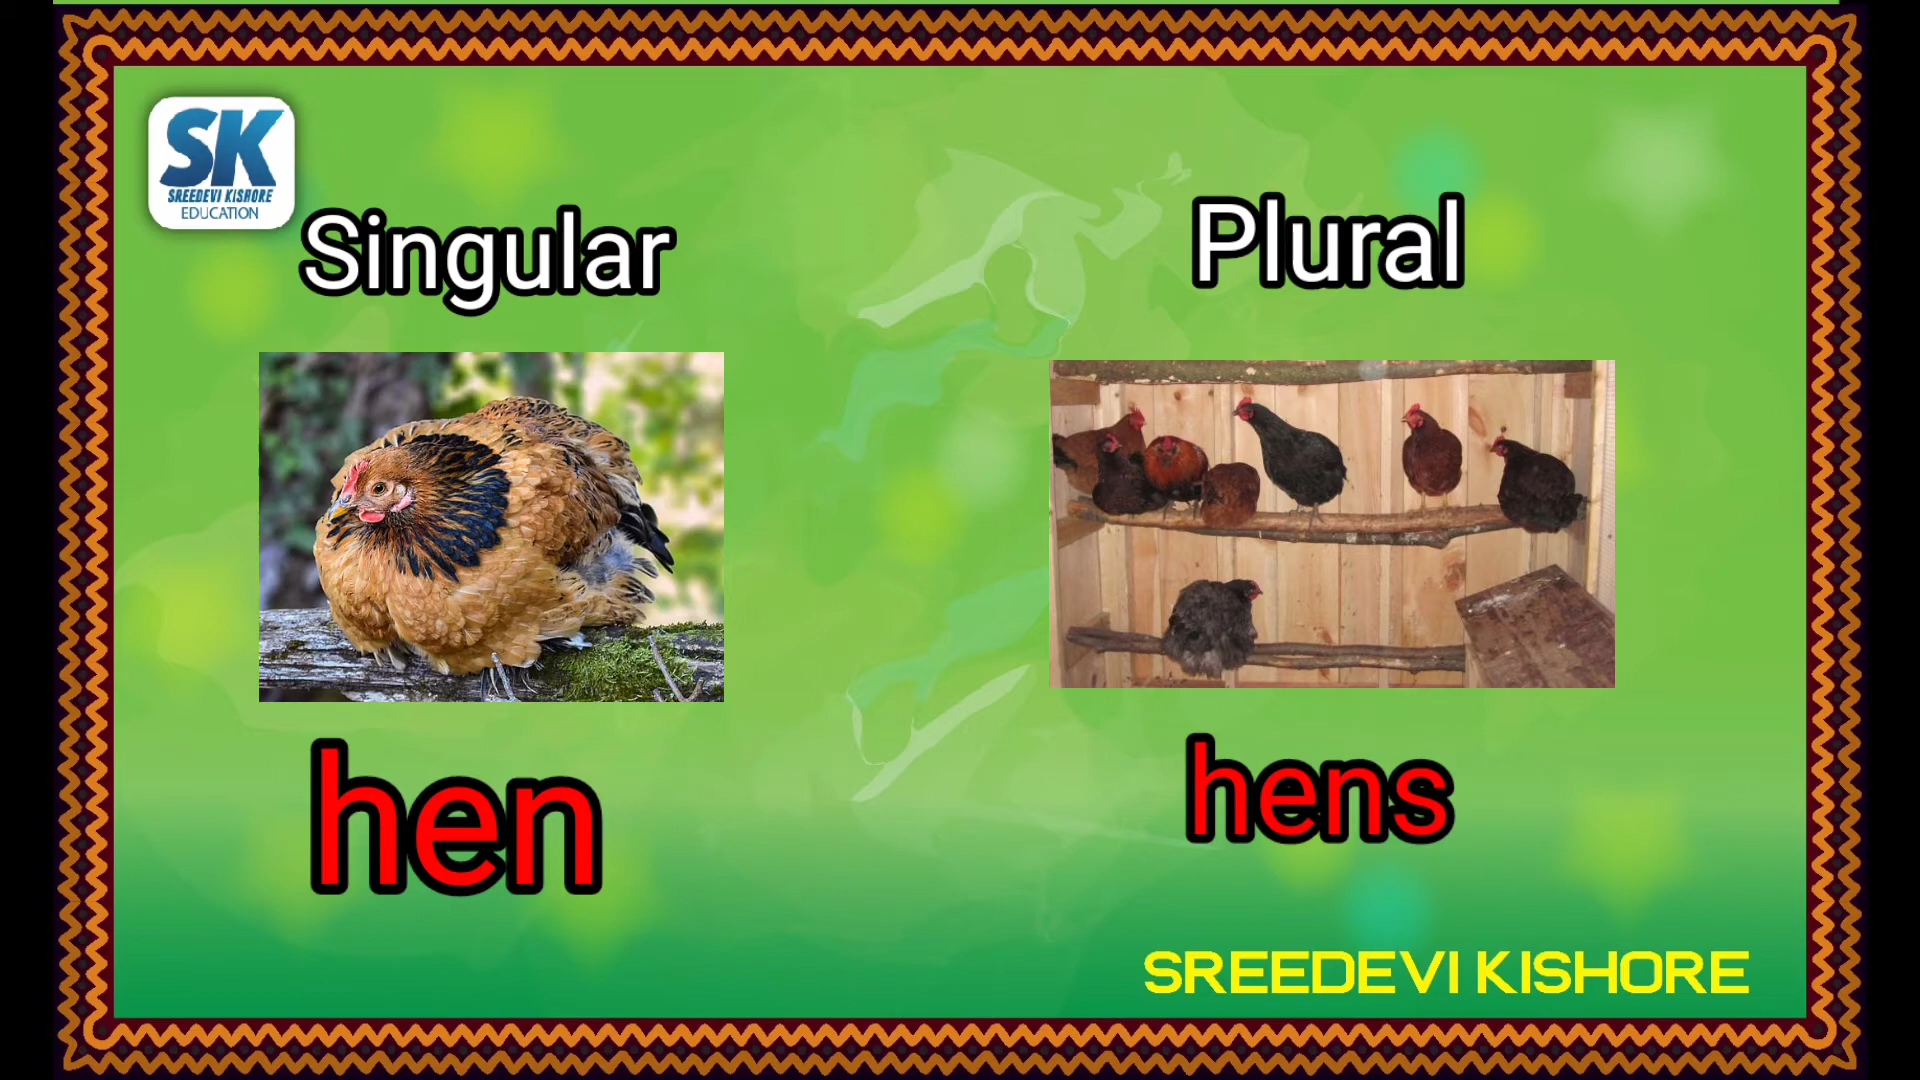 SK
SREEDEVI KISHORE
EDUCATION
Singular
Plural
hen
hens
SREEDEVI KISHORE